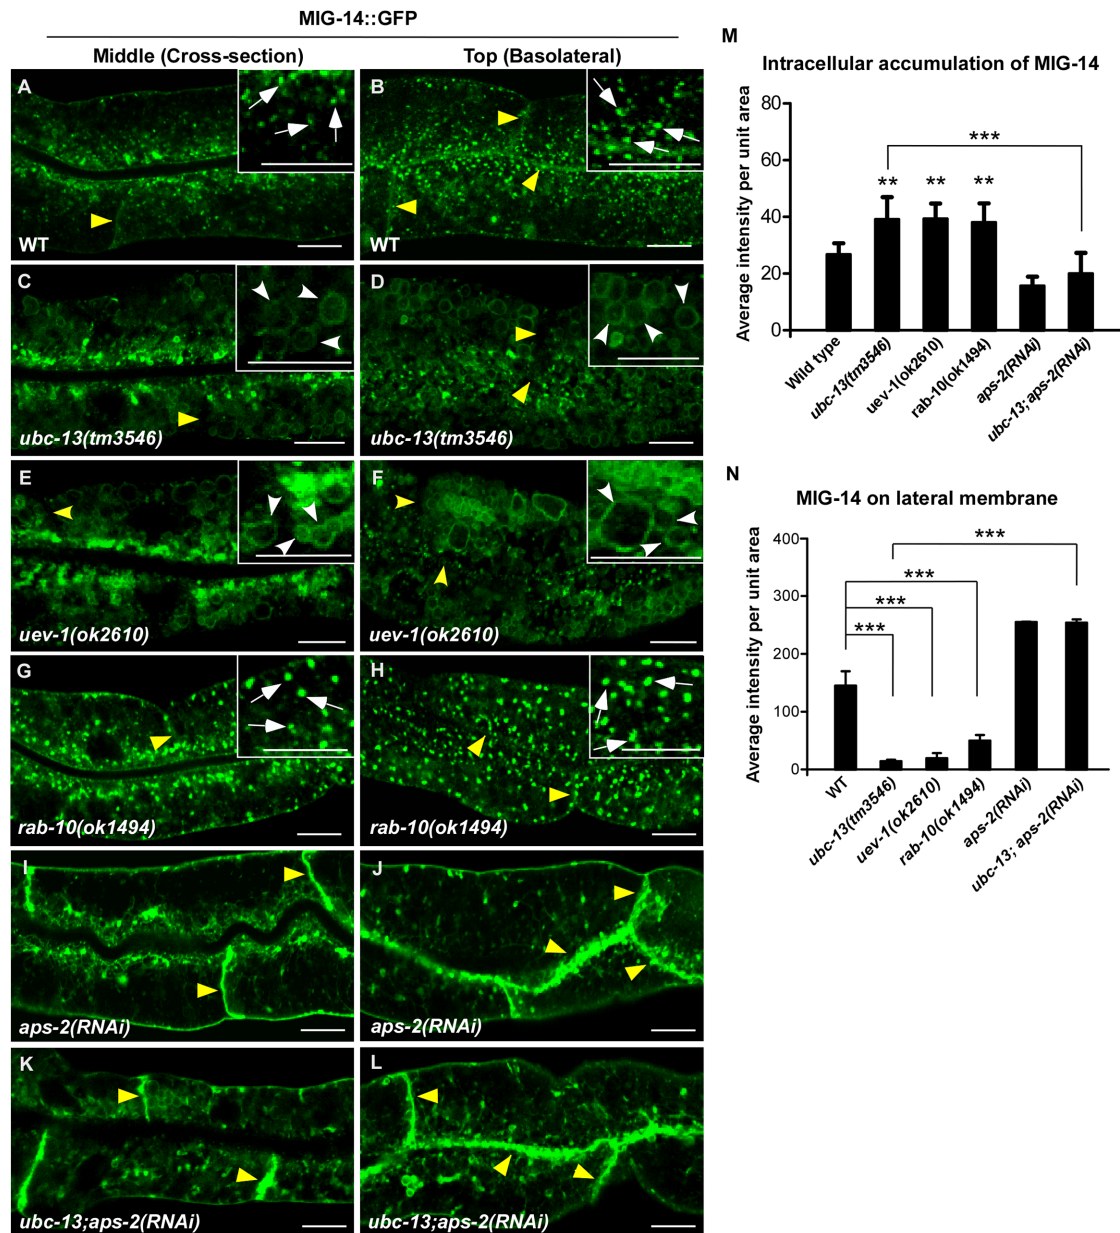 MIG-14::GFP
Middle (Cross-section)
Top (Basolateral)
A
WT
B
WT
C
ubc-13(tm3546)
D
ubc-13(tm3546)
E
uev-1(ok2610)
F
uev-1(ok2610)
G
rab-10(ok1494)
H
rab-10(ok1494)
I
aps-2(RNAi)
J
aps-2(RNAi)
K
ubc-13;aps-2(RNAi)
L
ubc-13;aps-2(RNAi)
M
Intracellular accumulation of MIG-14
Average intensity per unit area
80
60
40
20
0
***
** ** **
Wild type
ubc-13(tm3546)
uev-1(ok2610)
rab-10(ok1494)
aps-2(RNAi)
ubc-13; aps-2(RNAi)
N
MIG-14 on lateral membrane
Average intensity per unit area
400
300
200
100
0
***
***
***
***
WT
ubc-13(tm3546)
uev-1(ok2610)
rab-10(ok1494)
aps-2(RNAi)
ubc-13; aps-2(RNAi)